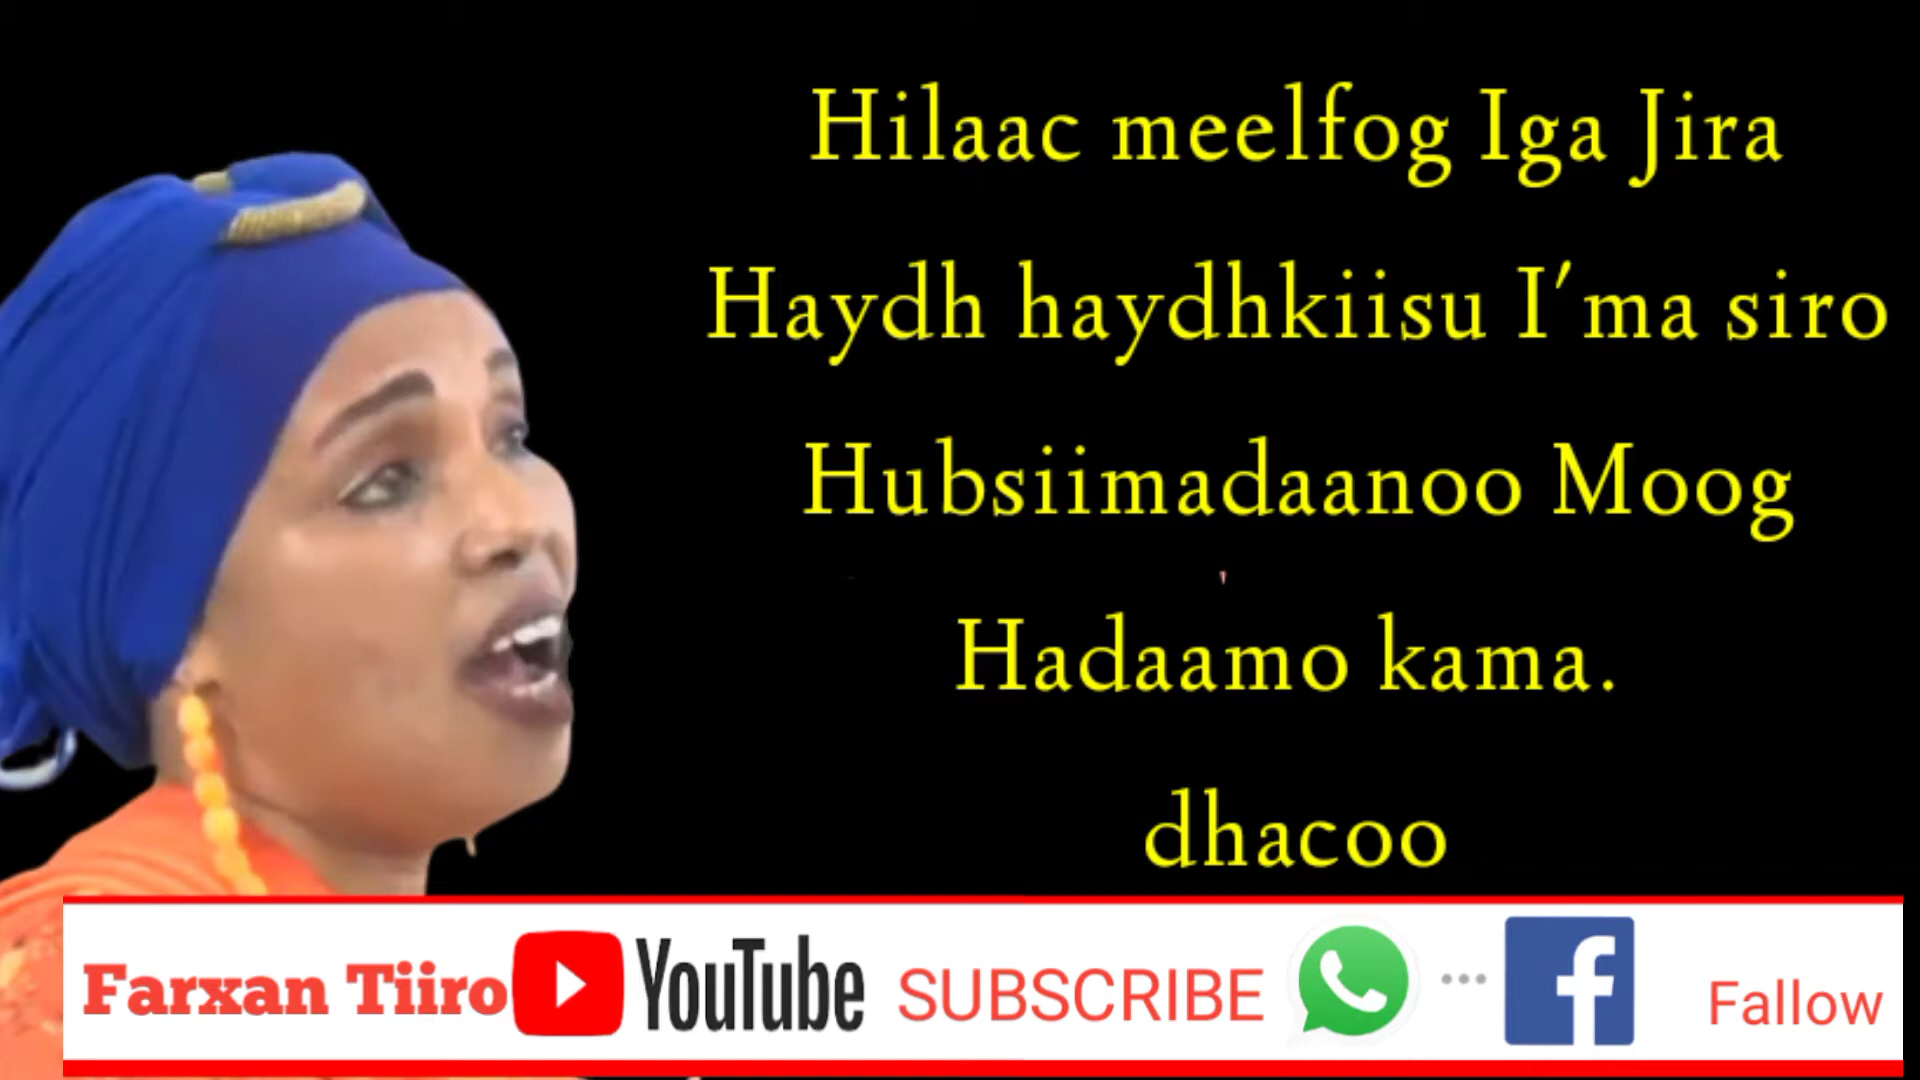 Hilaac meelfog Iga Jira
Haydh haydhkiisu I'ma siro
Hubsiimadaanoo Moog
Hadaamo kama.
dhacoo
Farxan Tiiro YouTube SUBSCRIBE ... f Fallow